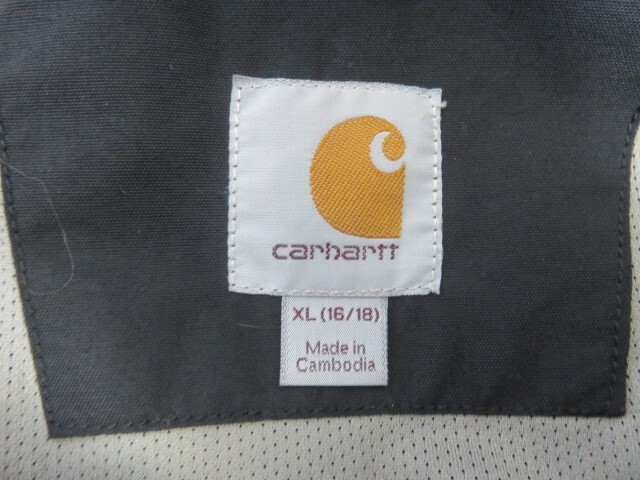 carhartt
XL (16/18)
Made in
Cambodia